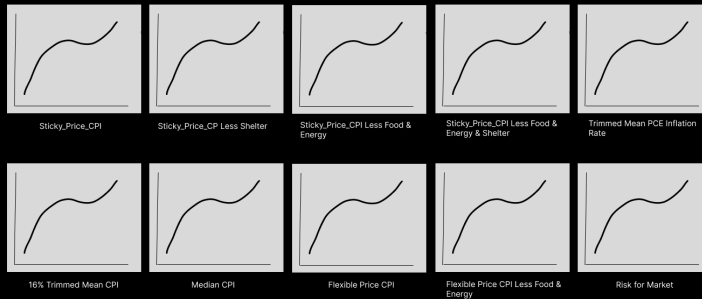 Sticky_Price_CPI
Sticky_Price_CP Less Shelter
Sticky_Price_CPI Less Food &
Energy
Sticky_Price_CPI Less Food &
Energy & Shelter
Trimmed Mean PCE Inflation
Rate
16% Trimmed Mean CPI
Median CPI
Flexible Price CPI
Flexible Price CPI Less Food &
Energy
Risk for Market